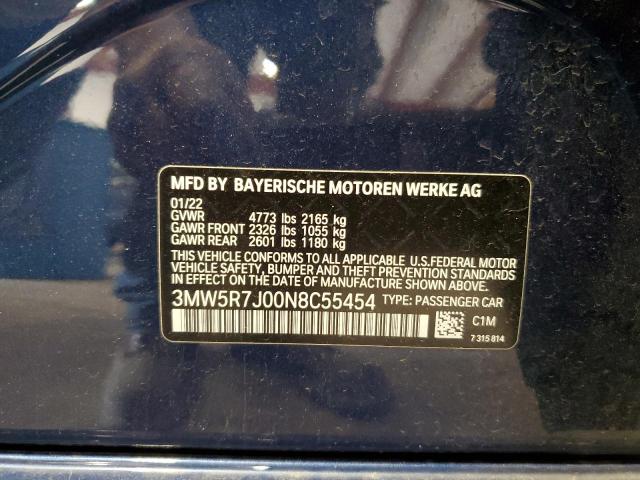 MFD BY BAYERISCHE MOTOREN WERKE AG
01/22
GVWR 4773 lbs 2165 kg
GAWR FRONT 2326 lbs 1055 kg
GAWR REAR 2601 lbs 1180 kg
THIS VEHICLE CONFORMS TO ALL APPLICABLE U.S.FEDERAL MOTOR
VEHICLE SAFETY, BUMPER AND THEFT PREVENTION STANDARDS
IN EFFECT ON THE DATE OF MANUFACTURE SHOWN ABOVE.
3MW5R7J00N8C55454 TYPE: PASSENGER CAR
C1M
7 315 814